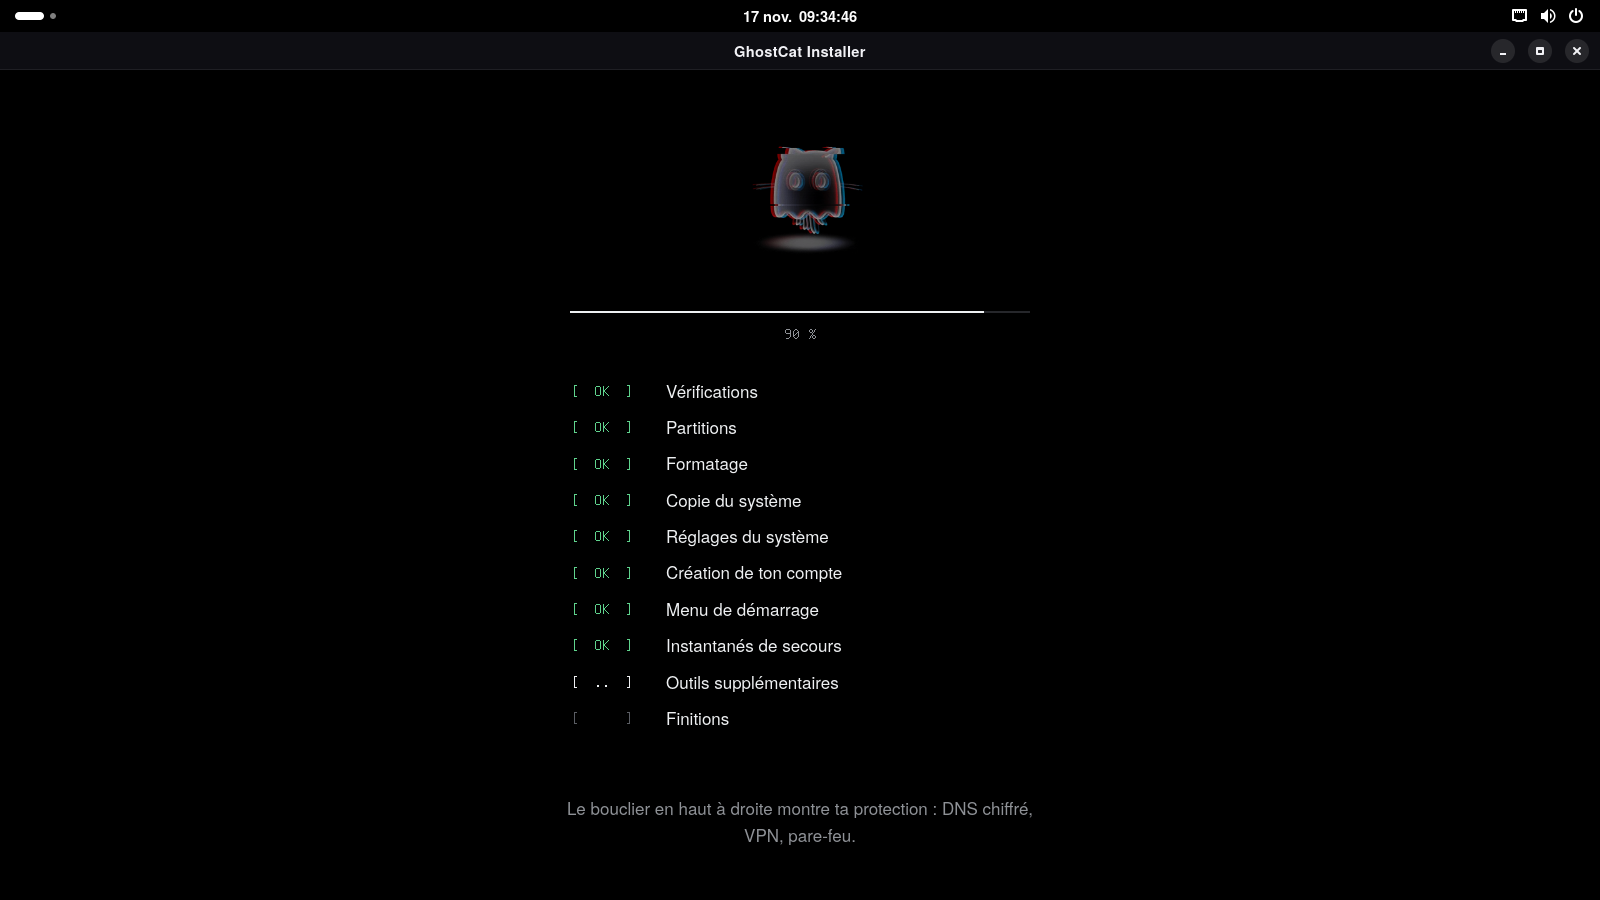 17 nov. 09:34:46
GhostCat Installer
90 %
[ OK ] Vérifications
[ OK ] Partitions
[ OK ] Formatage
[ OK ] Copie du système
[ OK ] Réglages du système
[ OK ] Création de ton compte
[ OK ] Menu de démarrage
[ OK ] Instantanés de secours
[ .. ] Outils supplémentaires
[ ] Finitions
Le bouclier en haut à droite montre ta protection : DNS chiffré,
VPN, pare-feu.